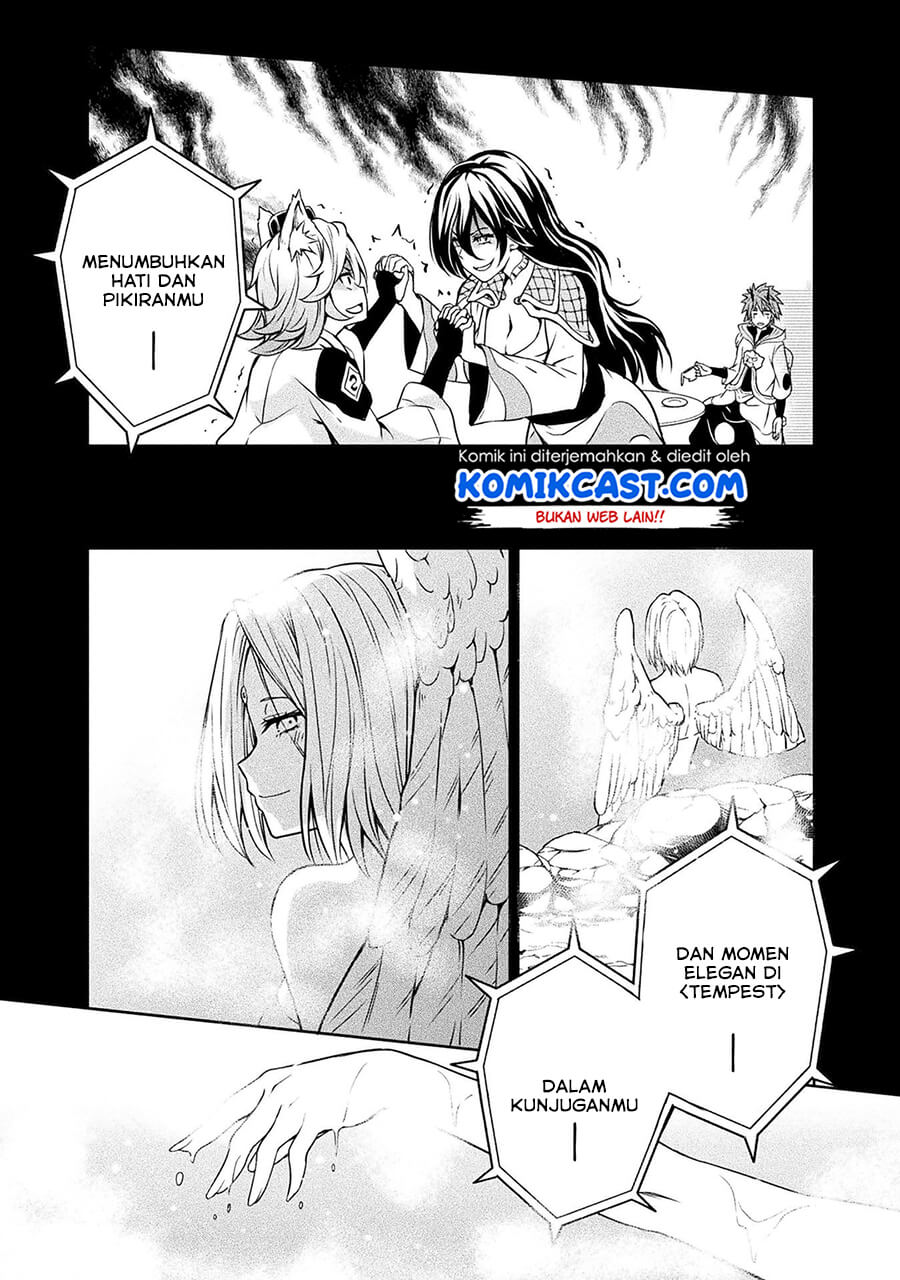 MENUMBUHKAN
HATI DAN
PIKIRANMU
2
Komik ini diterjemahkan & diedit oleh
KOMIKCAST.COM
BUKAN WEB LAIN!!
DAN MOMEN
ELEGAN DI
<TEMPEST>
DALAM
KUNJUGANMU